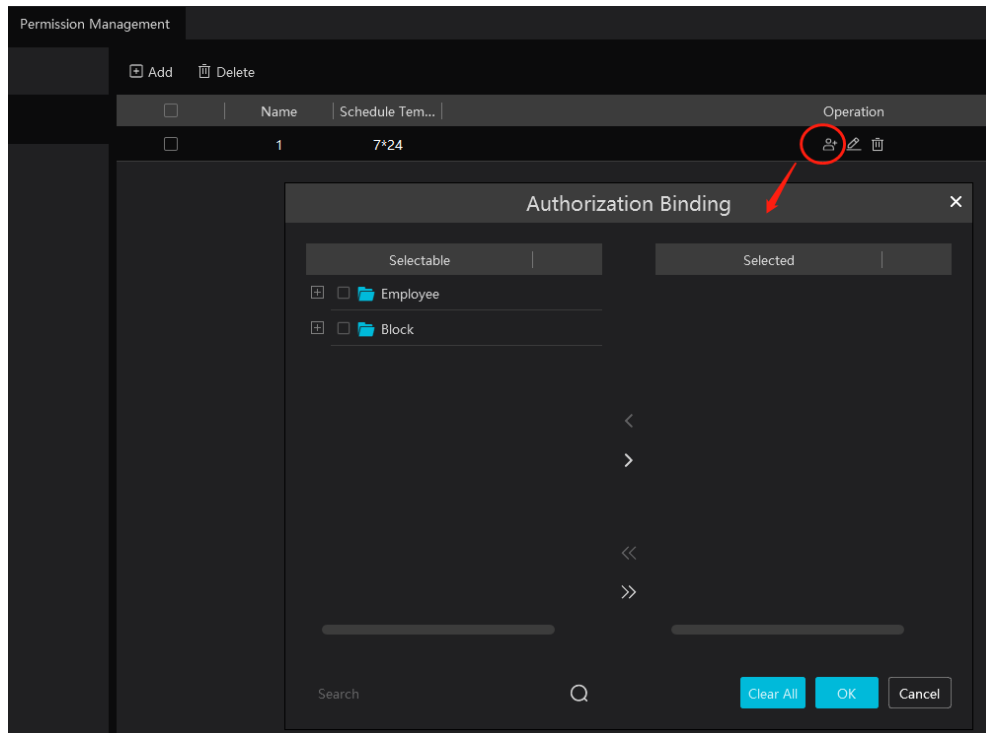 Permission Management
Add Delete
Name Schedule Tem... Operation
1 7*24
Authorization Binding
Selectable Selected
Employee
Block
Search Clear All OK Cancel